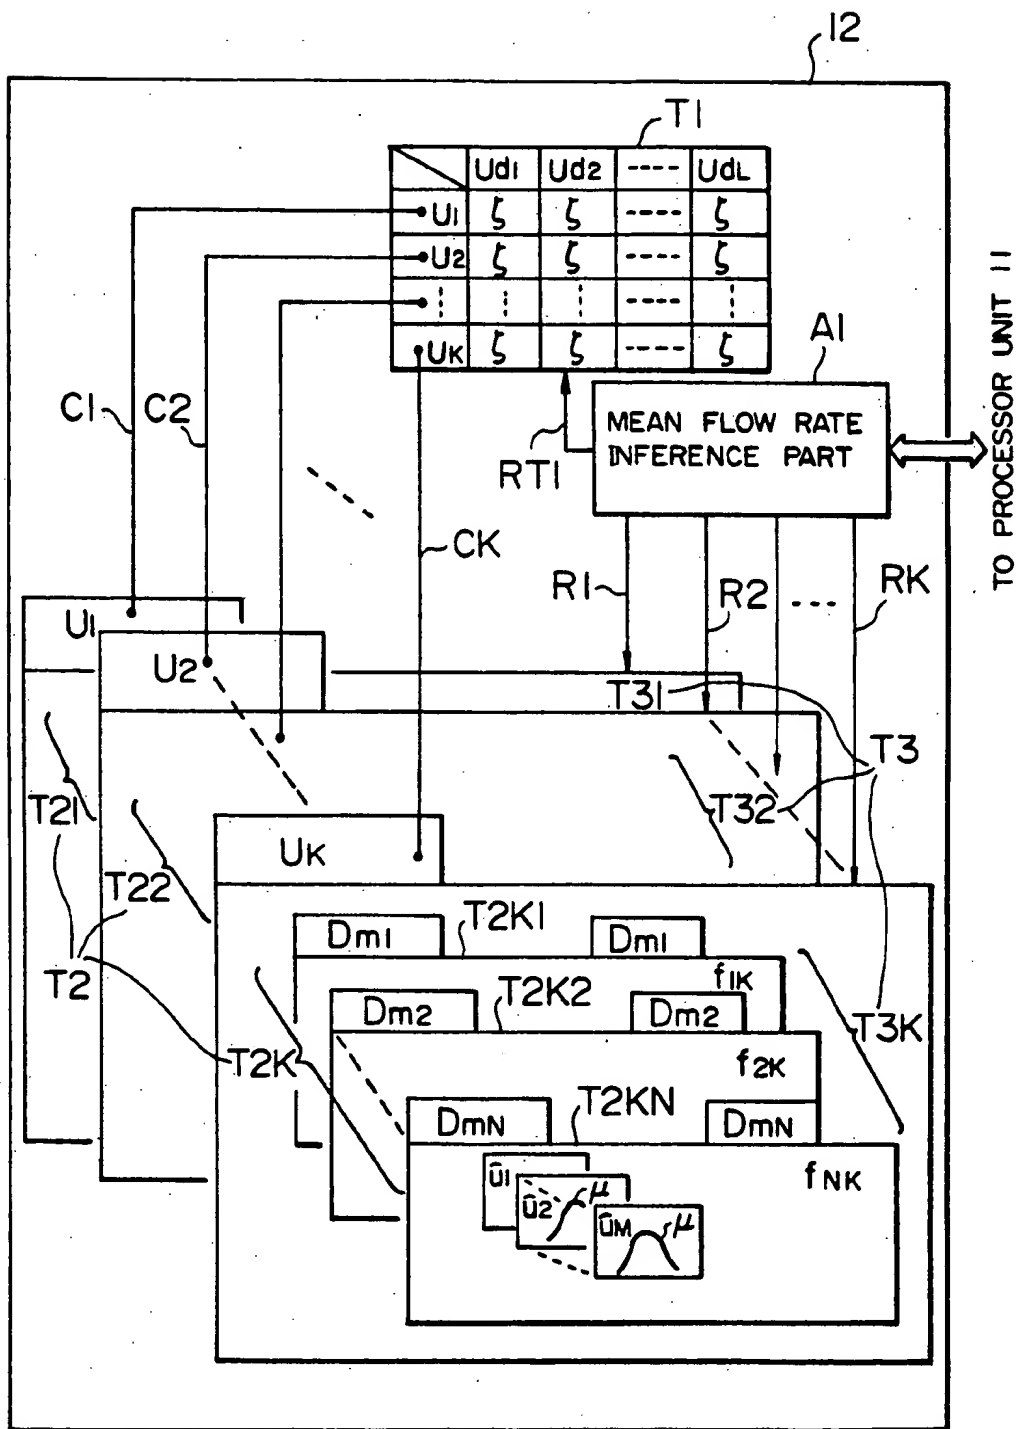 12
T1
Ud1 Ud2 ---- UdL
U1 ζ ζ ---- ζ
U2 ζ ζ ---- ζ
----
UK ζ ζ ---- ζ
A1
MEAN FLOW RATE
INFERENCE PART
TO PROCESSOR UNIT 11
C1
C2
RT1
CK
R1
R2
...
RK
U1
U2
T31
T3
T21
T32
UK
T22
T2
Dm1
T2K1
Dm1
f1K
Dm2
T2K2
Dm2
T3K
T2K
f2K
DmN
T2KN
DmN
fNK
û1
û2
μ
ûM
μ